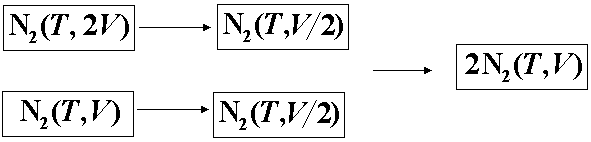 N₂(T, 2V) N₂(T,V/2)
2N₂(T,V)
N₂(T,V) N₂(T,V/2)